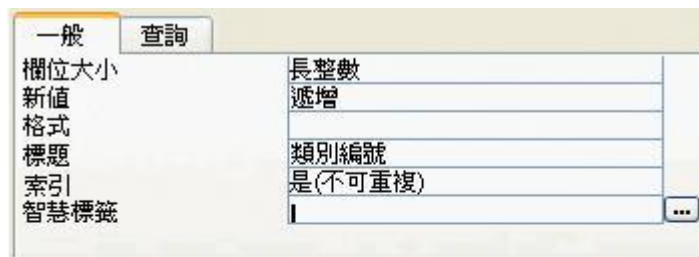 一般 查詢
欄位大小 長整數
新值 遞增
格式
標題 類別編號
索引 是(不可重複)
智慧標籤 ...